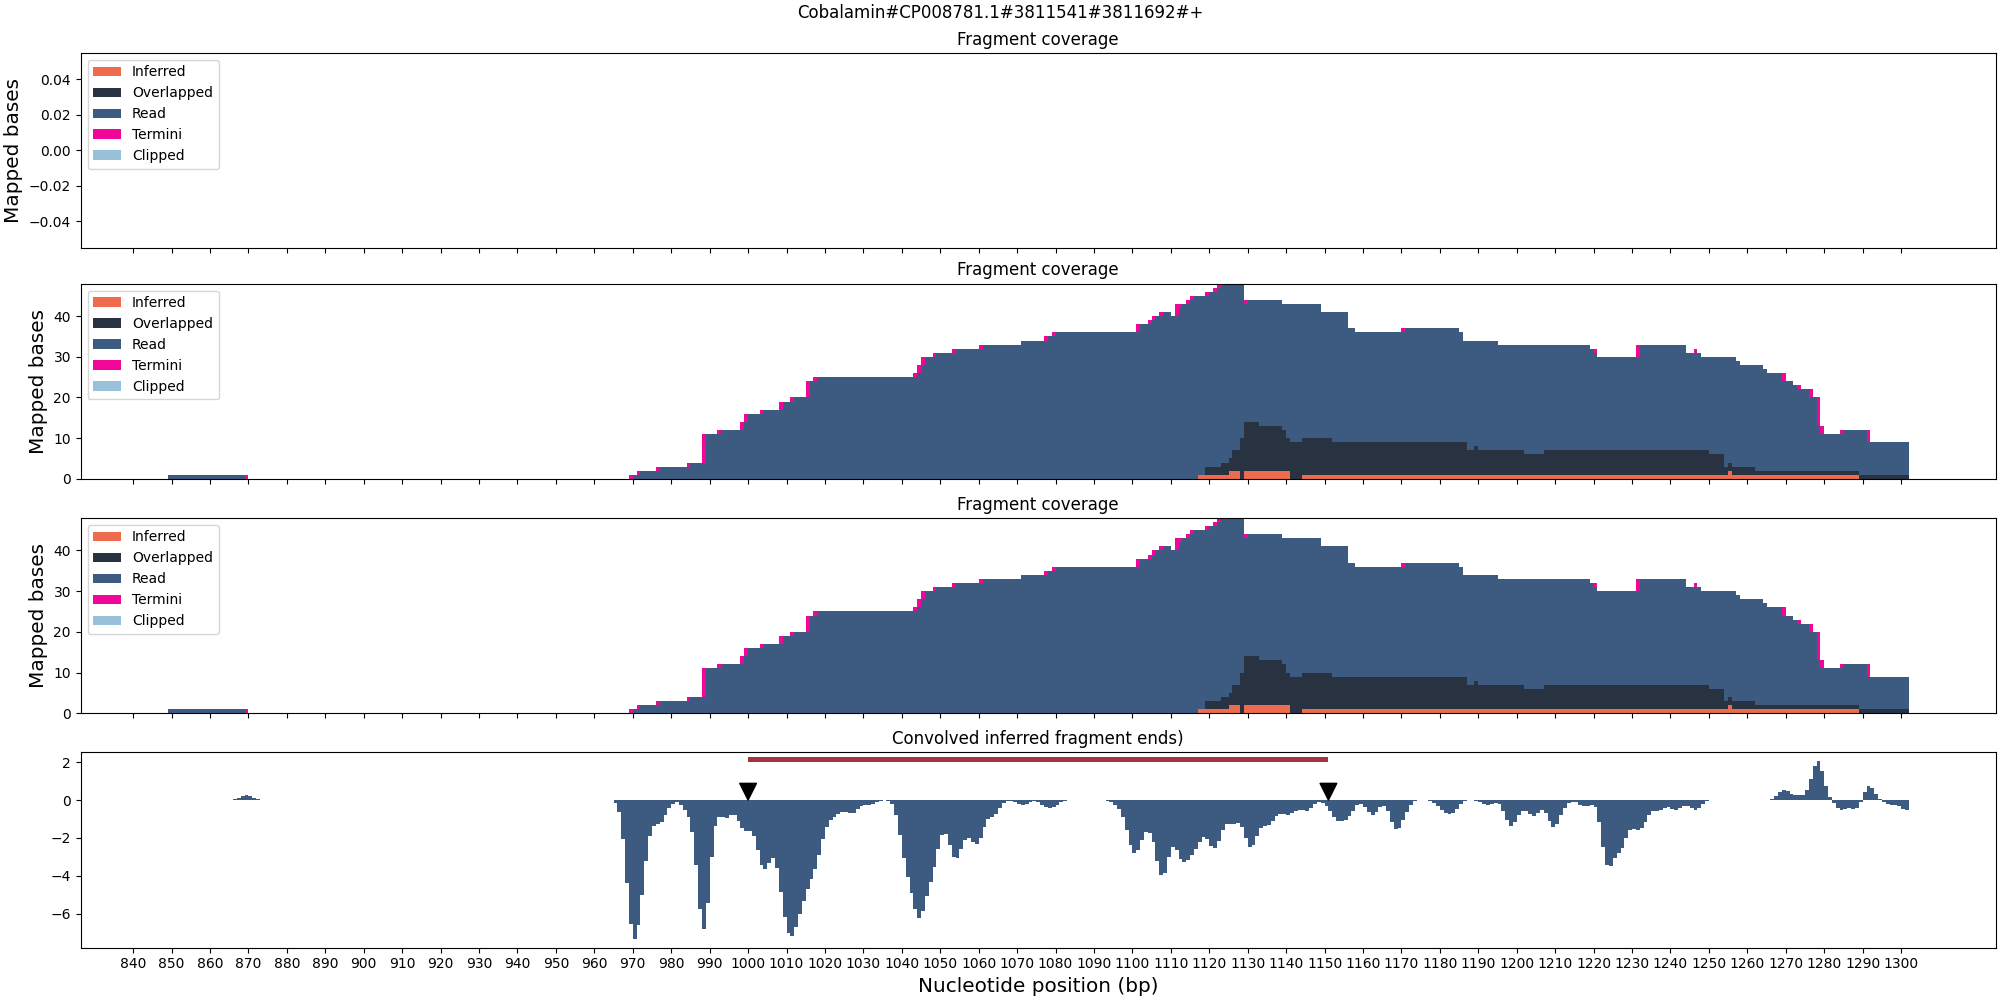 Cobalamin#CP008781.1#3811541#3811692#+
Fragment coverage
Mapped bases
0.04
0.02
0.00
−0.02
−0.04
Inferred
Overlapped
Read
Termini
Clipped
Fragment coverage
Mapped bases
40
30
20
10
0
Inferred
Overlapped
Read
Termini
Clipped
Fragment coverage
Mapped bases
40
30
20
10
0
Inferred
Overlapped
Read
Termini
Clipped
Convolved inferred fragment ends)
2
0
−2
−4
−6
840 850 860 870 880 890 900 910 920 930 940 950 960 970 980 990 1000 1010 1020 1030 1040 1050 1060 1070 1080 1090 1100 1110 1120 1130 1140 1150 1160 1170 1180 1190 1200 1210 1220 1230 1240 1250 1260 1270 1280 1290 1300
Nucleotide position (bp)